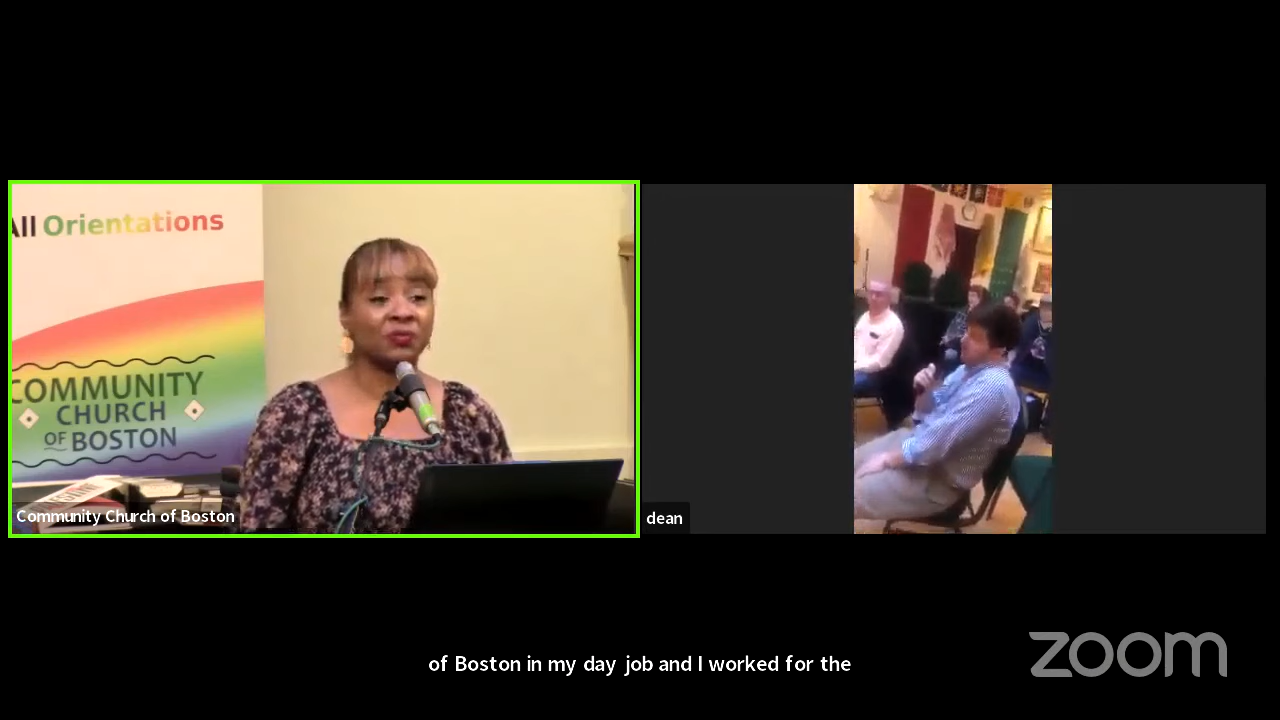 All Orientations
COMMUNITY
CHURCH
OF BOSTON
Community Church of Boston
dean
of Boston in my day job and I worked for the
zoom